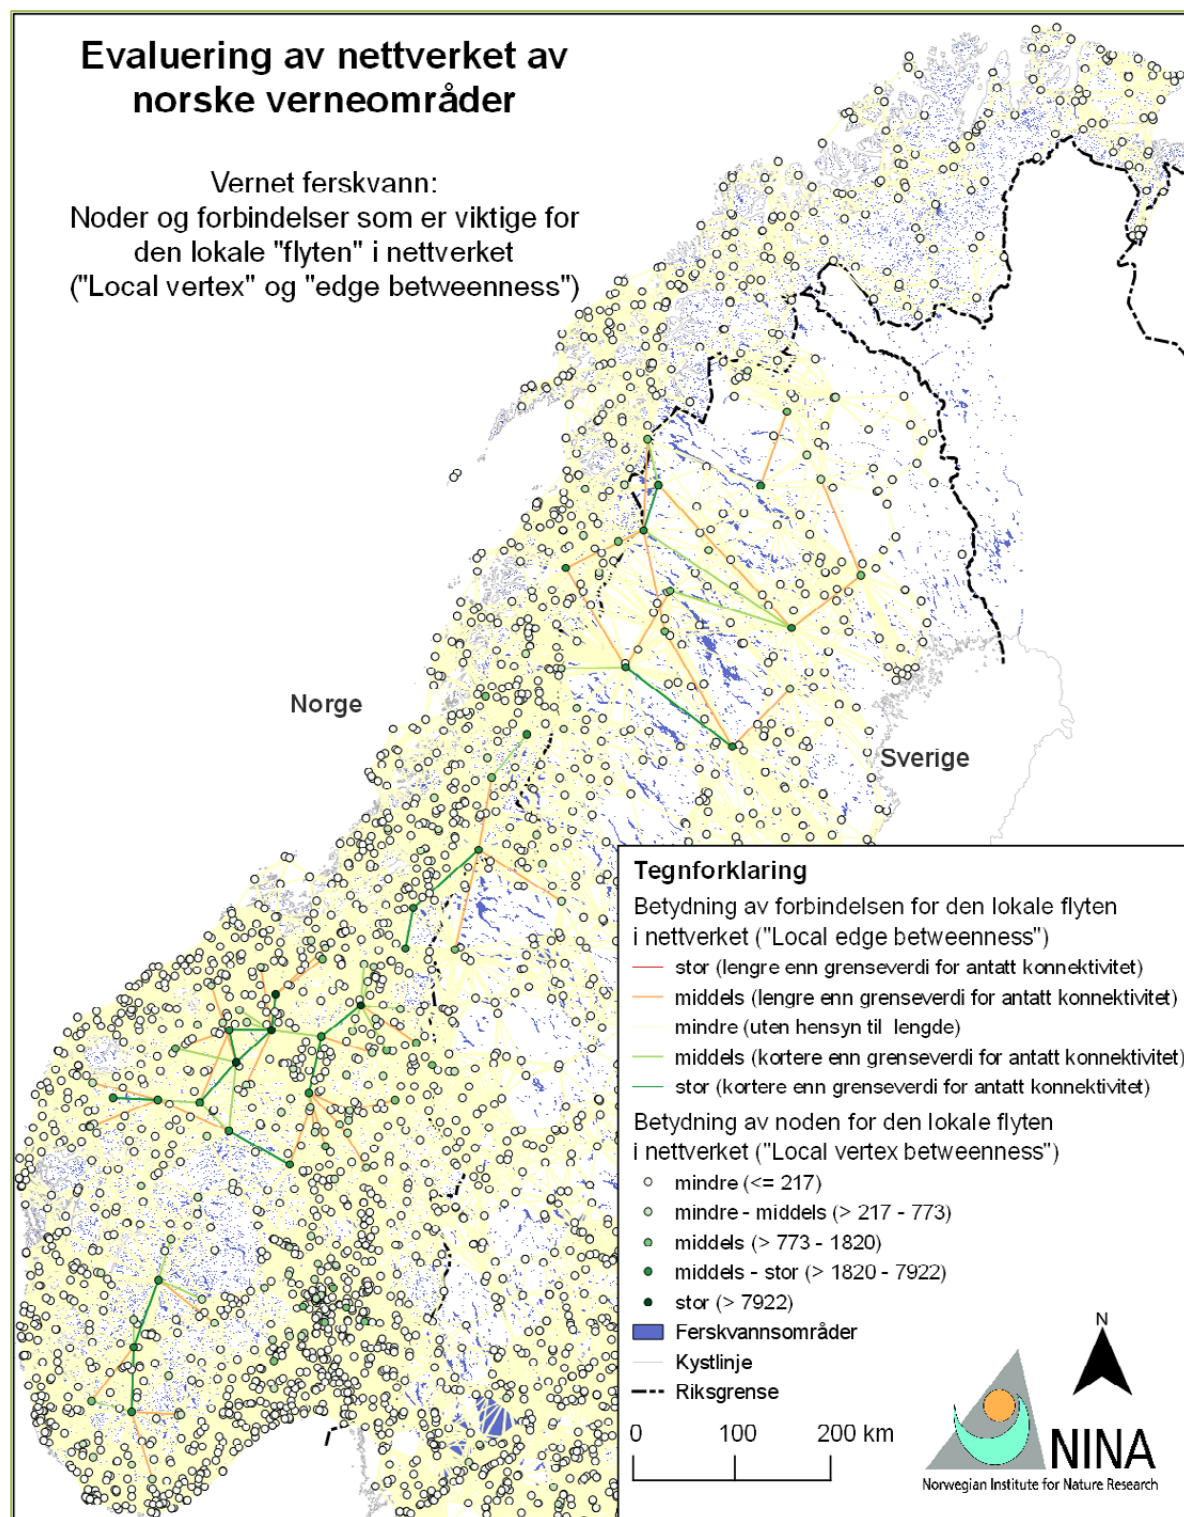 Evaluering av nettverket av
norske verneområder
Vernet ferskvann:
Noder og forbindelser som er viktige for
den lokale "flyten" i nettverket
("Local vertex" og "edge betweenness")
Norge
Sverige
Tegnforklaring
Betydning av forbindelsen for den lokale flyten
i nettverket ("Local edge betweenness")
stor (lengre enn grenseverdi for antatt konnektivitet)
middels (lengre enn grenseverdi for antatt konnektivitet)
mindre (uten hensyn til lengde)
middels (kortere enn grenseverdi for antatt konnektivitet)
stor (kortere enn grenseverdi for antatt konnektivitet)
Betydning av noden for den lokale flyten
i nettverket ("Local vertex betweenness")
mindre (<= 217)
mindre - middels (> 217 - 773)
middels (> 773 - 1820)
middels - stor (> 1820 - 7922)
stor (> 7922)
Ferskvannsområder
Kystlinje
Riksgrense
0 100 200 km
N
NINA
Norwegian Institute for Nature Research